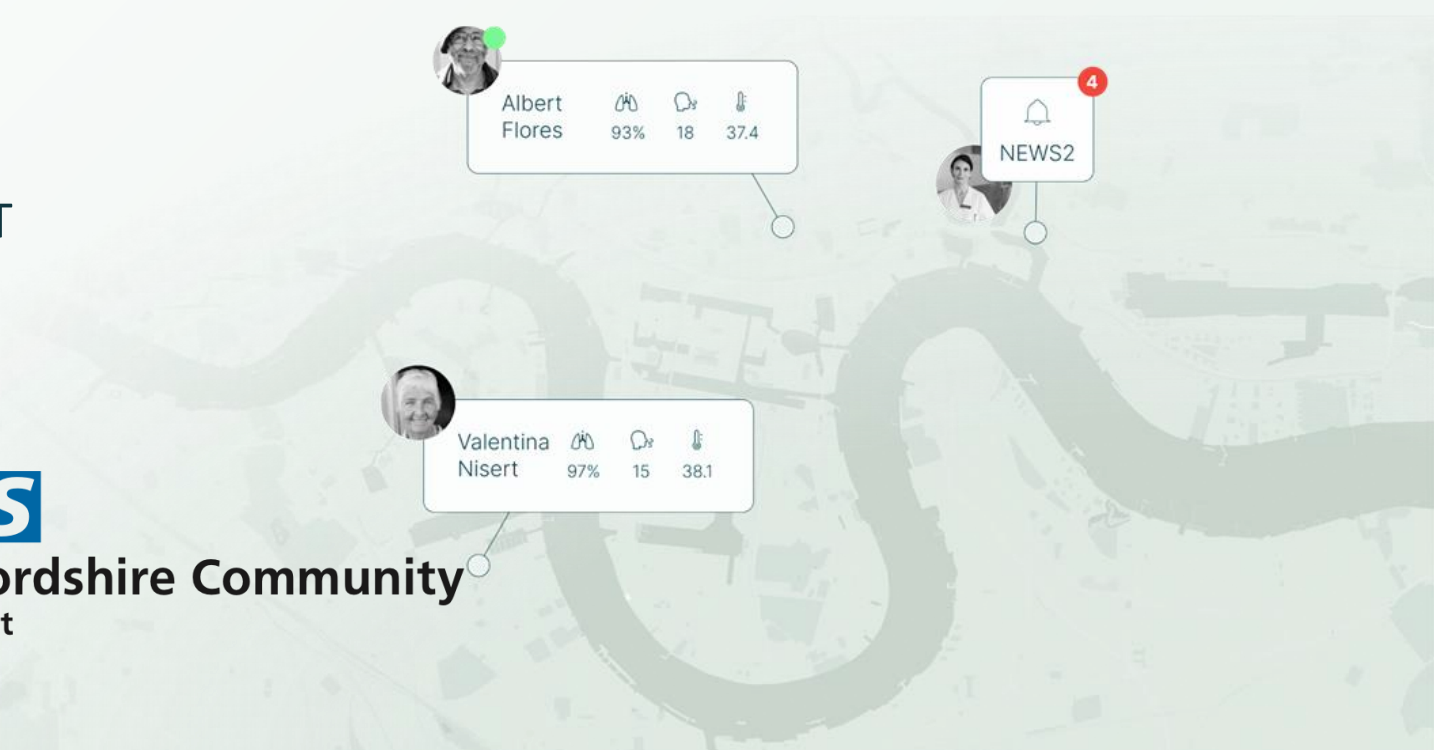 T
Albert
Flores
93% 18 37.4
4
NEWS2
Valentina
Nisert
97% 15 38.1
S
ordshire Community
t